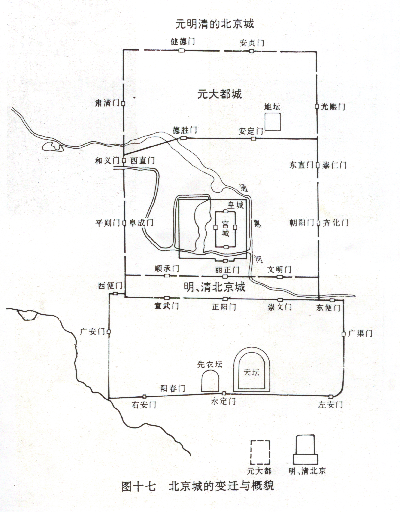 元明清的北京城
健德门 安贞门
元大都城
肃清门 地坛 光熙门
德胜门 安定门
和义门 西直门 东直门 崇仁门
皇城
宫城
平则门 阜成门 朝阳门 齐化门
顺承门 丽正门 文明门
明、清北京城
西便门 宣武门 正阳门 崇文门 东便门
广安门 广渠门
先农坛
天坛
阳春门
右安门 永定门 左安门
元大都 明、清北京
图十七 北京城的变迁与概貌